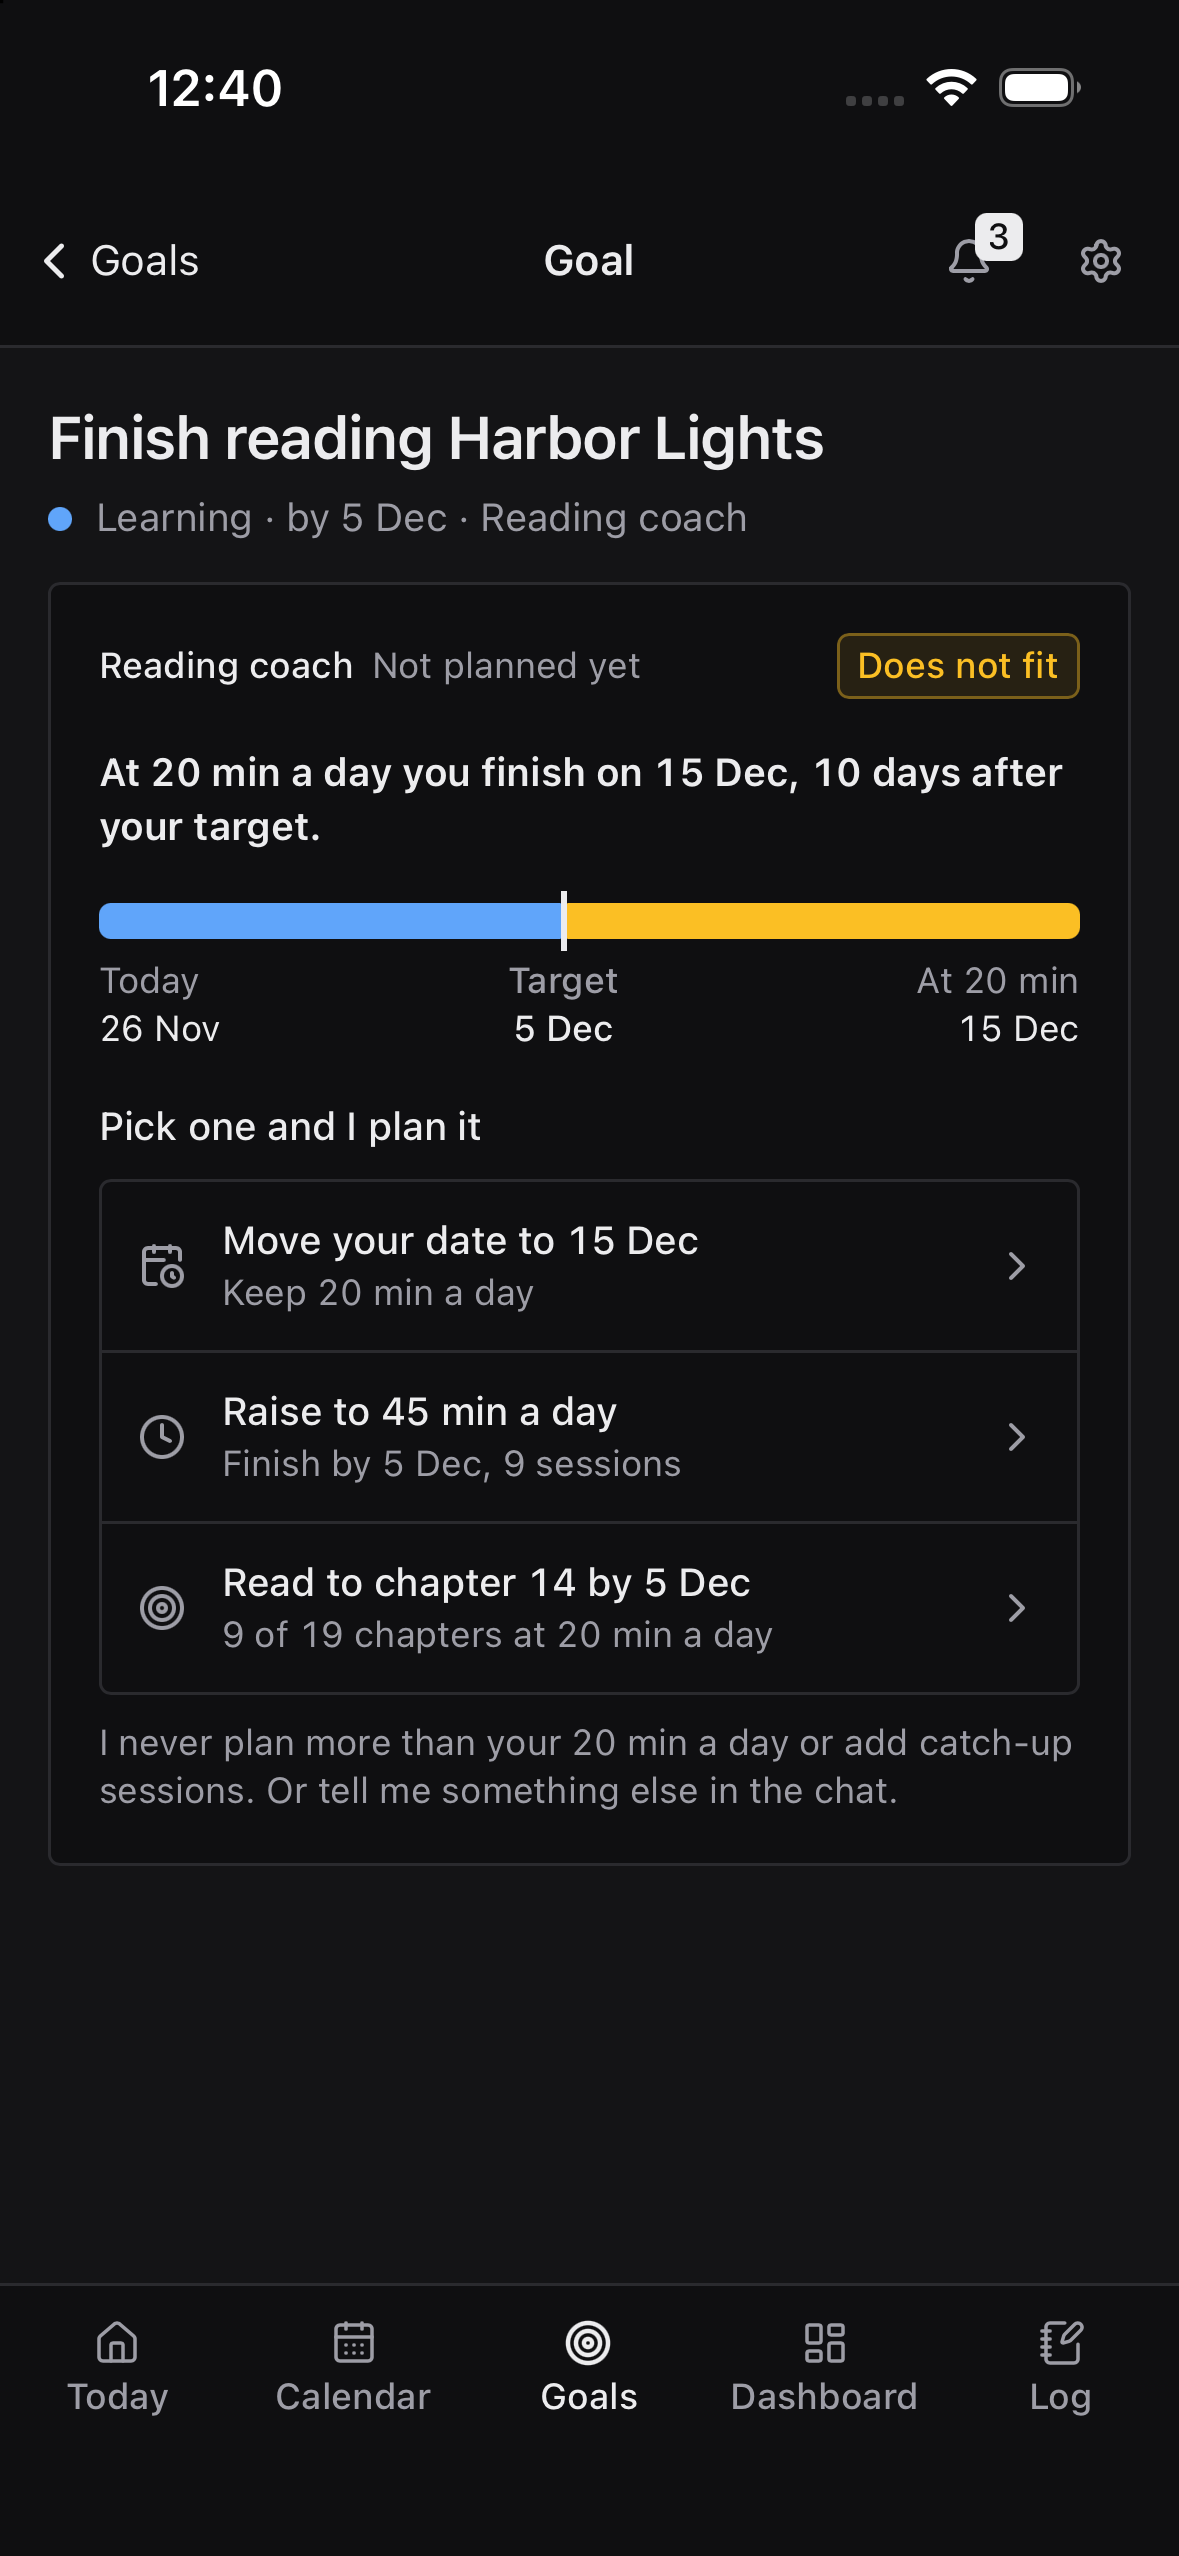 12:40
Goals
Goal
3
Finish reading Harbor Lights
Learning · by 5 Dec · Reading coach
Reading coach Not planned yet
Does not fit
At 20 min a day you finish on 15 Dec, 10 days after
your target.
Today
26 Nov
Target
5 Dec
At 20 min
15 Dec
Pick one and I plan it
Move your date to 15 Dec
Keep 20 min a day
Raise to 45 min a day
Finish by 5 Dec, 9 sessions
Read to chapter 14 by 5 Dec
9 of 19 chapters at 20 min a day
I never plan more than your 20 min a day or add catch-up
sessions. Or tell me something else in the chat.
Today
Calendar
Goals
Dashboard
Log